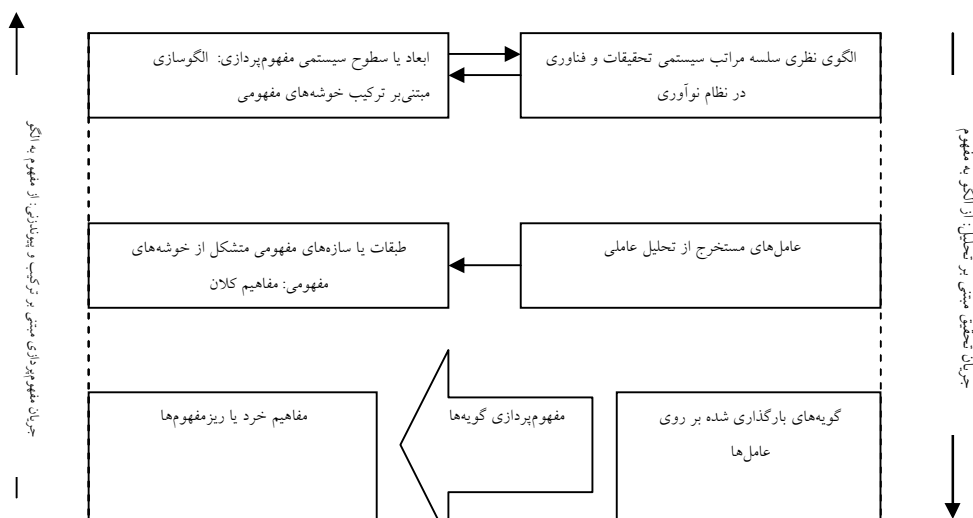 الگوی نظری سلسه مراتب سیستمی تحقیقات و فناوری
در نظام نوآوری
ابعاد یا سطوح سیستمی مفهوم‌پردازی: الگوسازی
مبتنی‌بر ترکیب خوشه‌های مفهومی
عامل‌های مستخرج از تحلیل عاملی
طبقات یا سازه‌های مفهومی متشکل از خوشه‌های
مفهومی: مفاهیم کلان
گویه‌های بارگذاری شده بر روی
عامل‌ها
مفهوم‌پردازی گویه‌ها
مفاهیم خرد یا ریزمفهوم‌ها
جریان تحقیق مبتنی بر تحلیل: از الگو به مفهوم
جریان مفهوم‌پردازی مبتنی بر ترکیب و پیوندزنی: از مفهوم به الگو